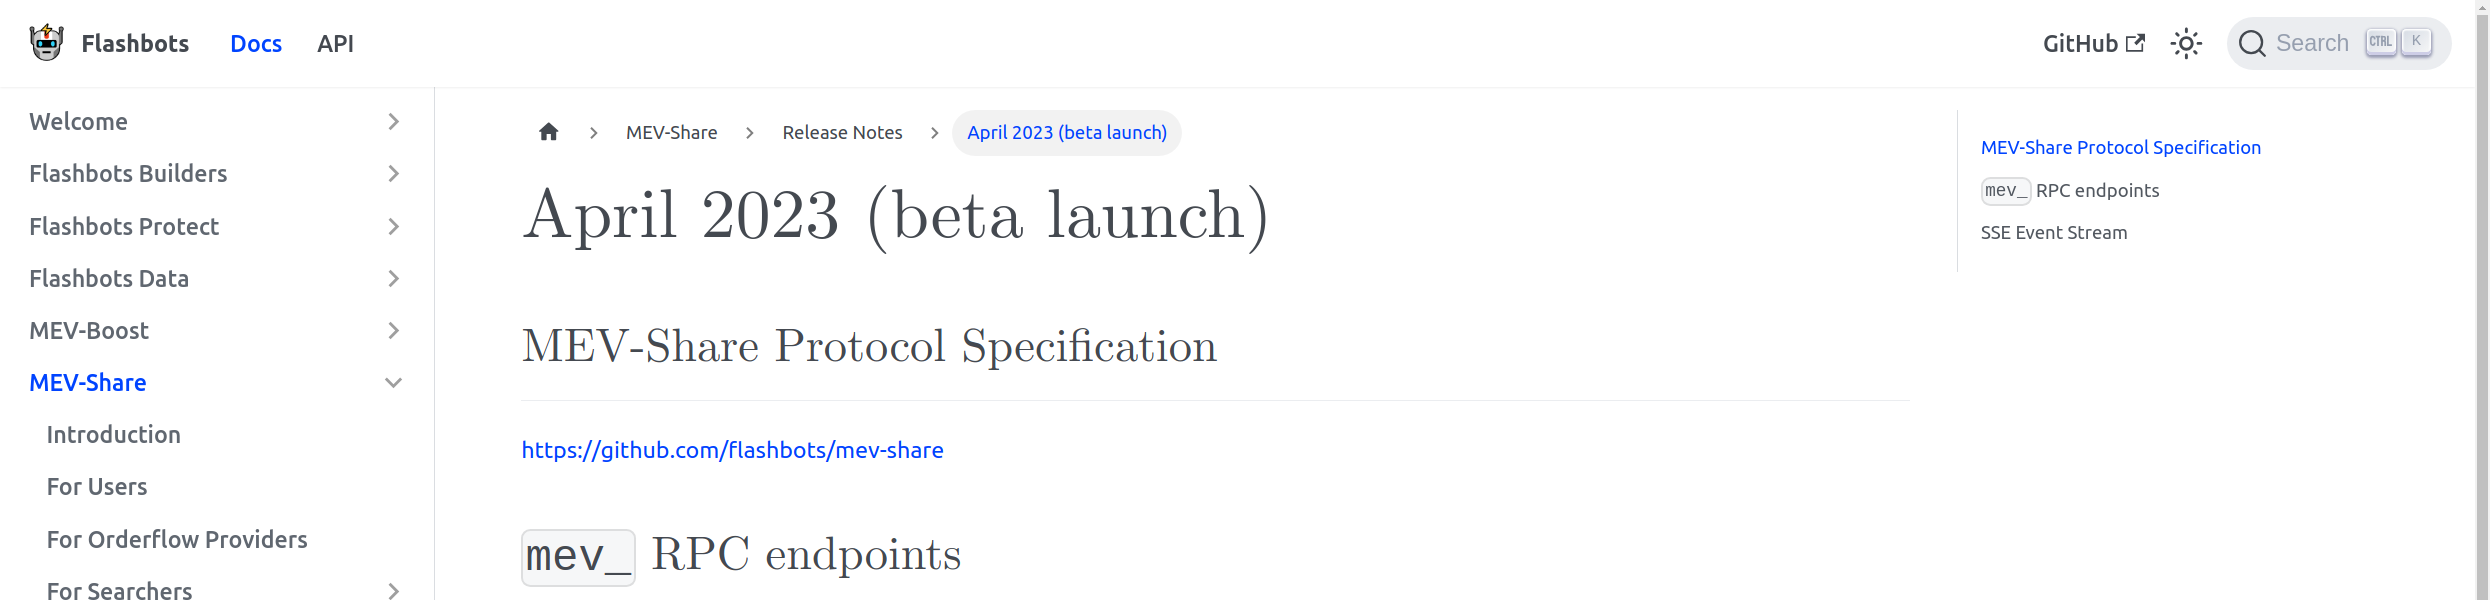 Flashbots Docs API GitHub Search CTRL K
Welcome
Flashbots Builders
Flashbots Protect
Flashbots Data
MEV-Boost
MEV-Share
Introduction
For Users
For Orderflow Providers
For Searchers
MEV-Share Release Notes April 2023 (beta launch)
April 2023 (beta launch)
MEV-Share Protocol Specification
https://github.com/flashbots/mev-share
mev_ RPC endpoints
MEV-Share Protocol Specification
mev_ RPC endpoints
SSE Event Stream